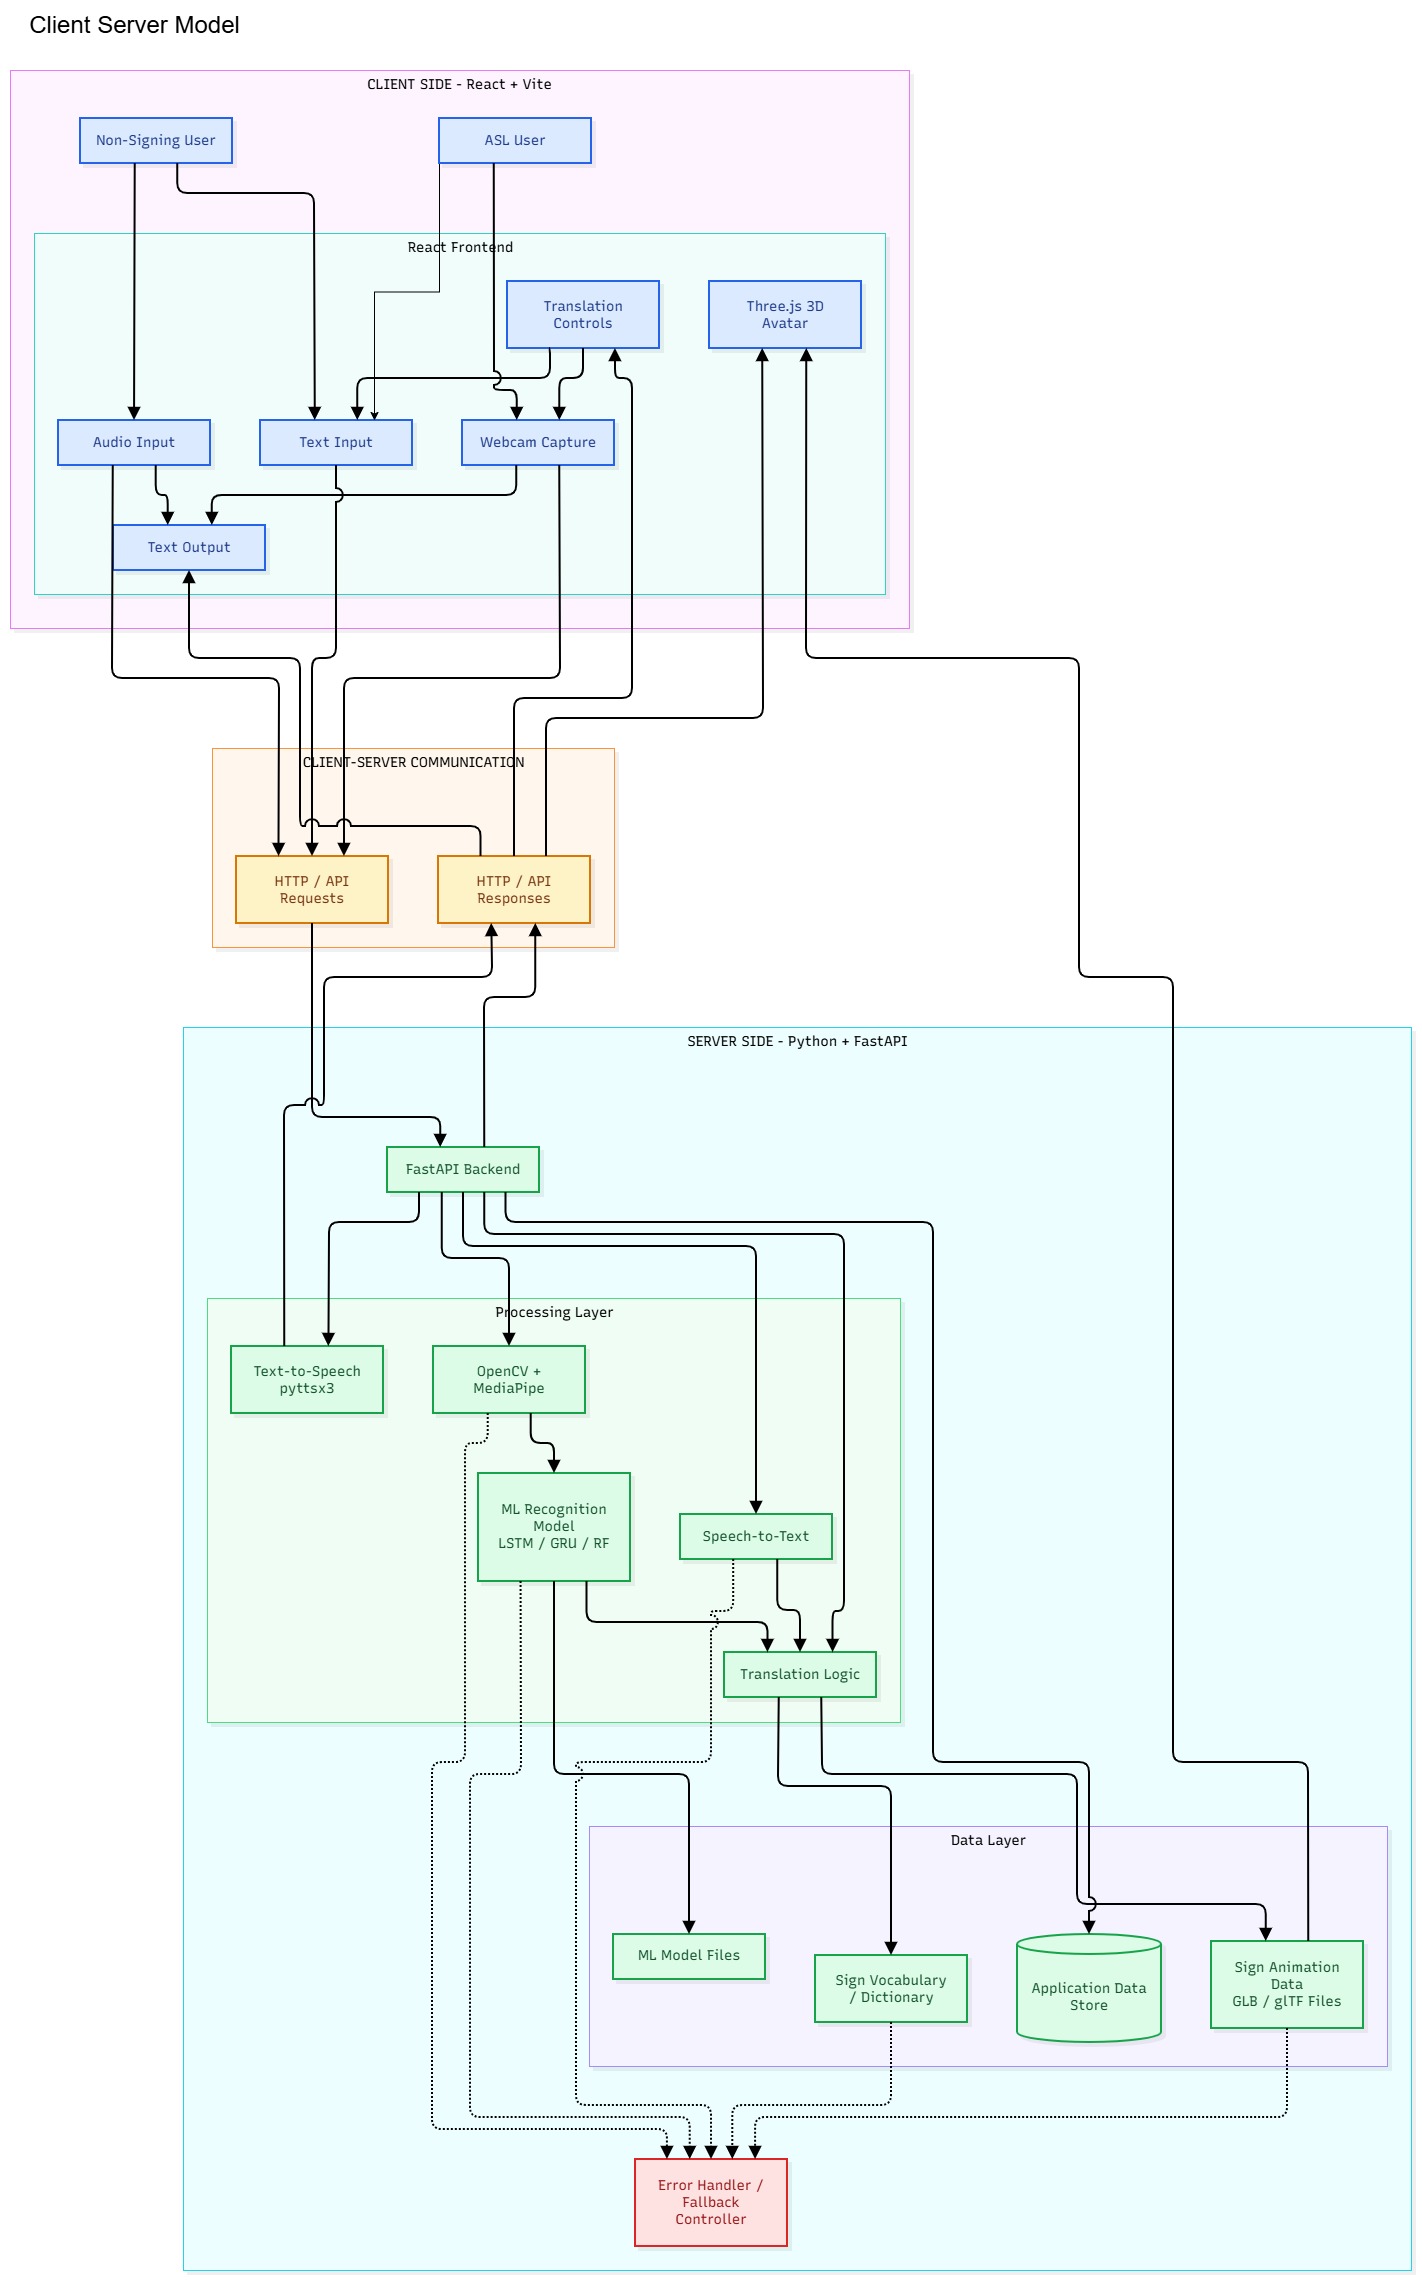 Client Server Model
CLIENT SIDE - React + Vite
Non-Signing User
ASL User
React Frontend
Translation
Controls
Three.js 3D
Avatar
Audio Input
Text Input
Webcam Capture
Text Output
CLIENT-SERVER COMMUNICATION
HTTP / API
Requests
HTTP / API
Responses
SERVER SIDE - Python + FastAPI
FastAPI Backend
Processing Layer
Text-to-Speech
pyttsx3
OpenCV +
MediaPipe
ML Recognition
Model
LSTM / GRU / RF
Speech-to-Text
Translation Logic
Data Layer
ML Model Files
Sign Vocabulary
/ Dictionary
Application Data
Store
Sign Animation
Data
GLB / glTF Files
Error Handler /
Fallback
Controller